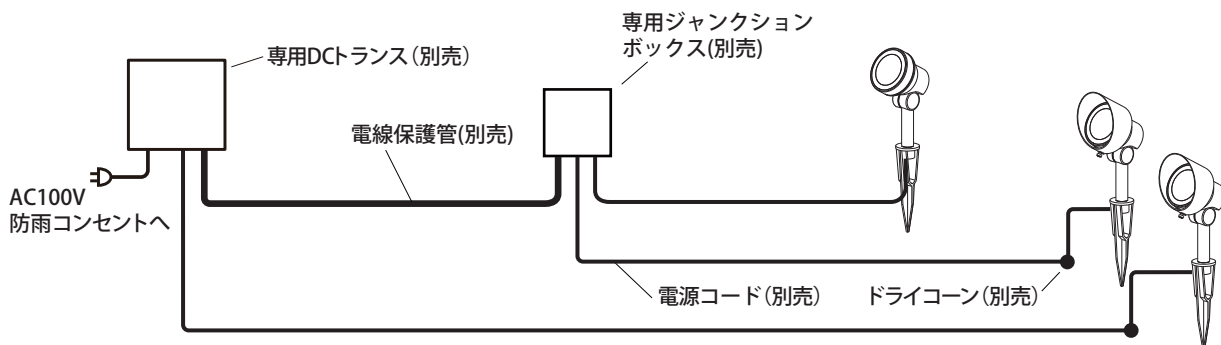 専用ジャンクション
ボックス(別売)
専用DCトランス(別売)
電線保護管(別売)
AC100V
防雨コンセントへ
電源コード(別売)
ドライコーン(別売)